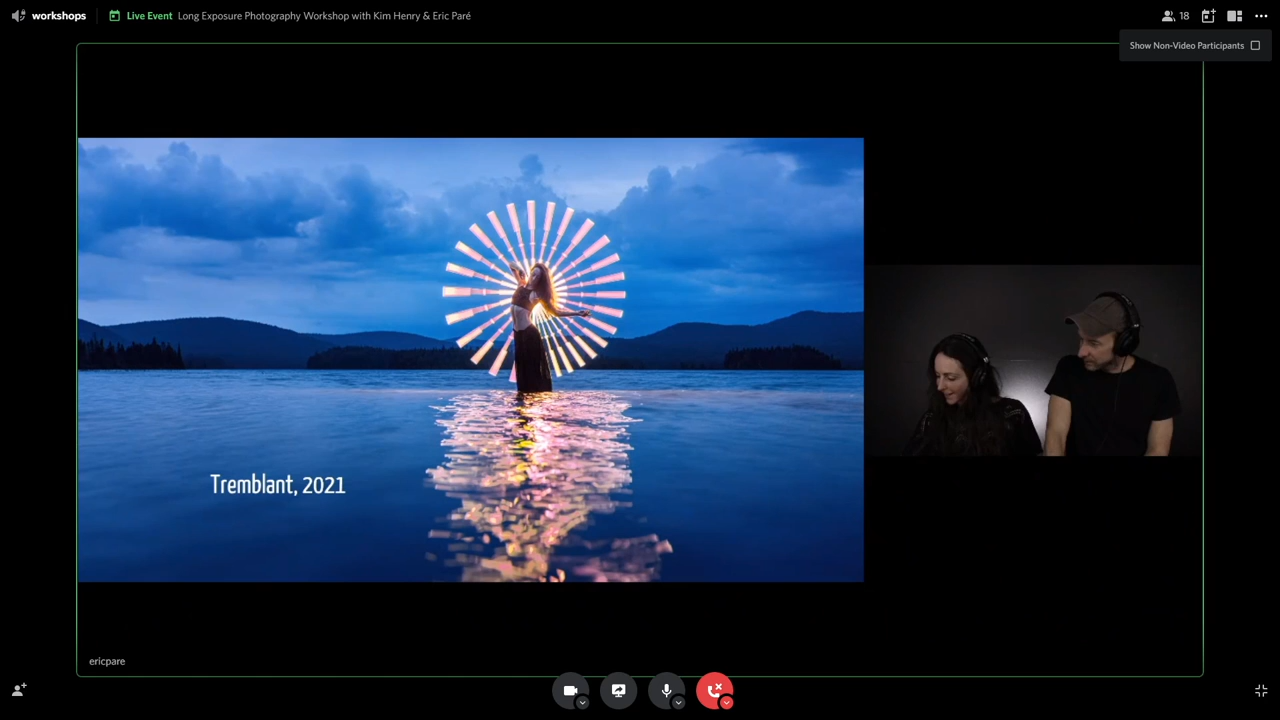 workshops
Live Event Long Exposure Photography Workshop with Kim Henry & Eric Paré
18
Show Non-Video Participants
Tremblant, 2021
ericpare